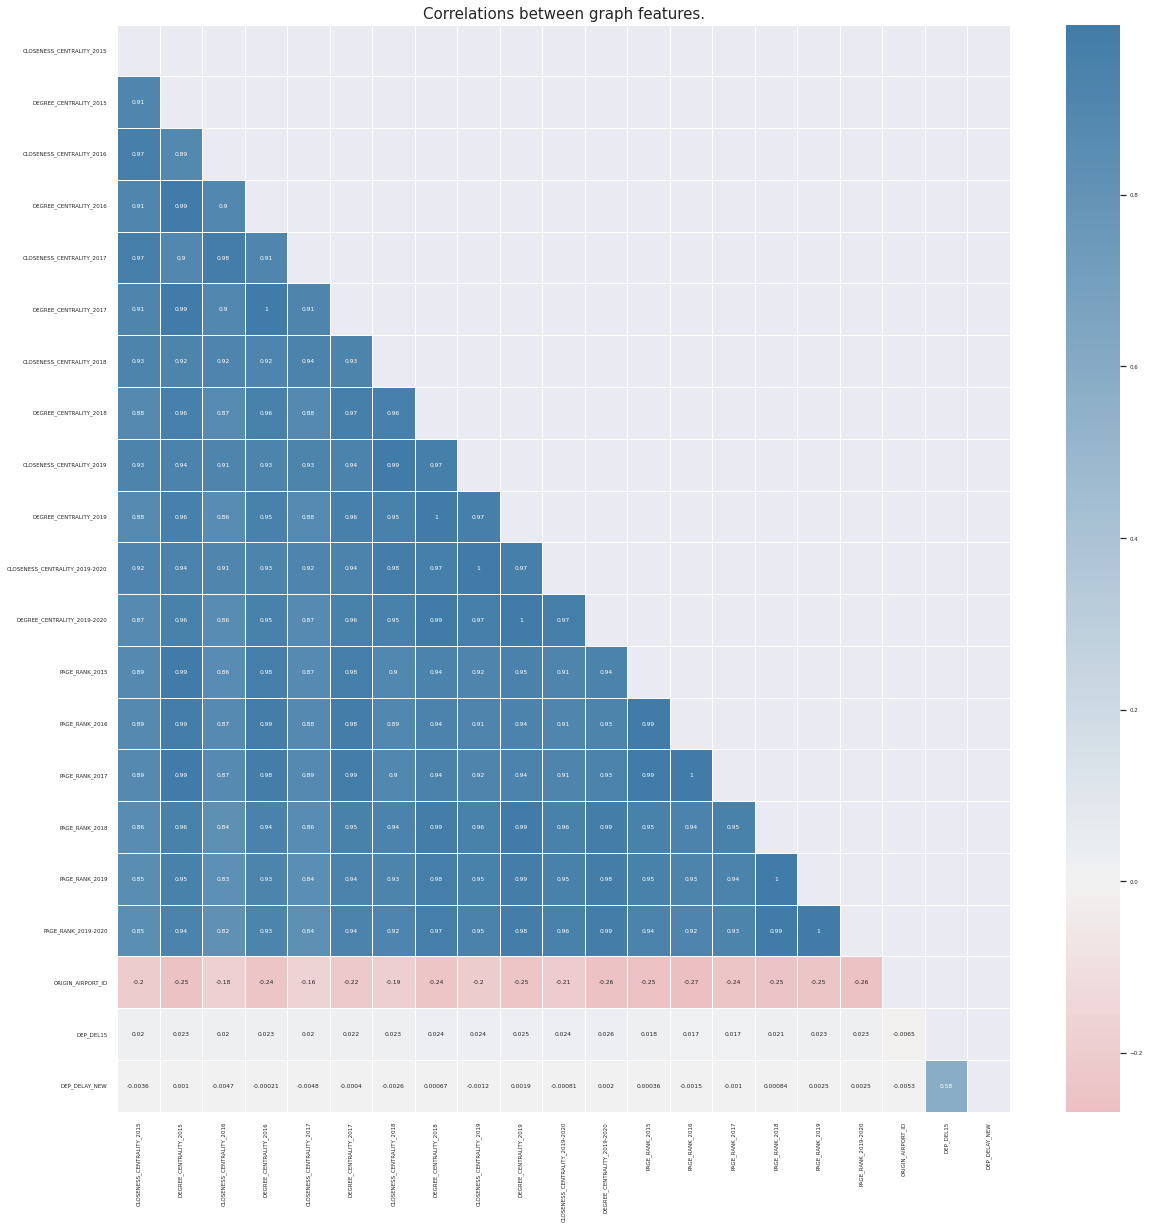 Correlations between graph features.
CLOSENESS_CENTRALITY_2015
DEGREE_CENTRALITY_2015 0.91
CLOSENESS_CENTRALITY_2016 0.97 0.89
DEGREE_CENTRALITY_2016 0.91 0.99 0.9
CLOSENESS_CENTRALITY_2017 0.97 0.9 0.98 0.91
DEGREE_CENTRALITY_2017 0.91 0.99 0.9 1 0.91
CLOSENESS_CENTRALITY_2018 0.93 0.92 0.92 0.92 0.94 0.93
DEGREE_CENTRALITY_2018 0.88 0.96 0.87 0.96 0.88 0.97 0.96
CLOSENESS_CENTRALITY_2019 0.93 0.94 0.91 0.93 0.93 0.94 0.99 0.97
DEGREE_CENTRALITY_2019 0.88 0.96 0.86 0.95 0.88 0.96 0.95 1 0.97
CLOSENESS_CENTRALITY_2019-2020 0.92 0.94 0.91 0.93 0.92 0.94 0.98 0.97 1 0.97
DEGREE_CENTRALITY_2019-2020 0.87 0.96 0.86 0.95 0.87 0.96 0.95 0.99 0.97 1 0.97
PAGE_RANK_2015 0.89 0.99 0.86 0.98 0.87 0.98 0.9 0.94 0.92 0.95 0.91 0.94
PAGE_RANK_2016 0.89 0.99 0.87 0.99 0.88 0.98 0.89 0.94 0.91 0.94 0.91 0.93 0.99
PAGE_RANK_2017 0.89 0.99 0.87 0.98 0.89 0.99 0.9 0.94 0.92 0.94 0.91 0.93 0.99 1
PAGE_RANK_2018 0.86 0.96 0.84 0.94 0.86 0.95 0.94 0.99 0.96 0.99 0.96 0.99 0.95 0.94 0.95
PAGE_RANK_2019 0.85 0.95 0.83 0.93 0.84 0.94 0.93 0.98 0.95 0.99 0.95 0.98 0.95 0.93 0.94 1
PAGE_RANK_2019-2020 0.85 0.94 0.82 0.93 0.84 0.94 0.92 0.97 0.95 0.98 0.96 0.99 0.94 0.92 0.93 0.99 1
ORIGIN_AIRPORT_ID -0.2 -0.25 -0.18 -0.24 -0.16 -0.22 -0.19 -0.24 -0.2 -0.25 -0.21 -0.26 -0.25 -0.27 -0.24 -0.25 -0.25 -0.26
DEP_DEL15 0.02 0.023 0.02 0.023 0.02 0.022 0.023 0.024 0.024 0.025 0.024 0.026 0.018 0.017 0.017 0.021 0.023 0.023 -0.0065
DEP_DELAY_NEW -0.0036 0.001 -0.0047 -0.00021 -0.0048 -0.0004 -0.0026 0.00067 -0.0012 0.0019 -0.00081 0.002 0.00036 -0.0015 -0.001 0.00084 0.0025 0.0025 -0.0053 0.58
CLOSENESS_CENTRALITY_2015
DEGREE_CENTRALITY_2015
CLOSENESS_CENTRALITY_2016
DEGREE_CENTRALITY_2016
CLOSENESS_CENTRALITY_2017
DEGREE_CENTRALITY_2017
CLOSENESS_CENTRALITY_2018
DEGREE_CENTRALITY_2018
CLOSENESS_CENTRALITY_2019
DEGREE_CENTRALITY_2019
CLOSENESS_CENTRALITY_2019-2020
DEGREE_CENTRALITY_2019-2020
PAGE_RANK_2015
PAGE_RANK_2016
PAGE_RANK_2017
PAGE_RANK_2018
PAGE_RANK_2019
PAGE_RANK_2019-2020
ORIGIN_AIRPORT_ID
DEP_DEL15
DEP_DELAY_NEW
0.8
0.6
0.4
0.2
0.0
−0.2